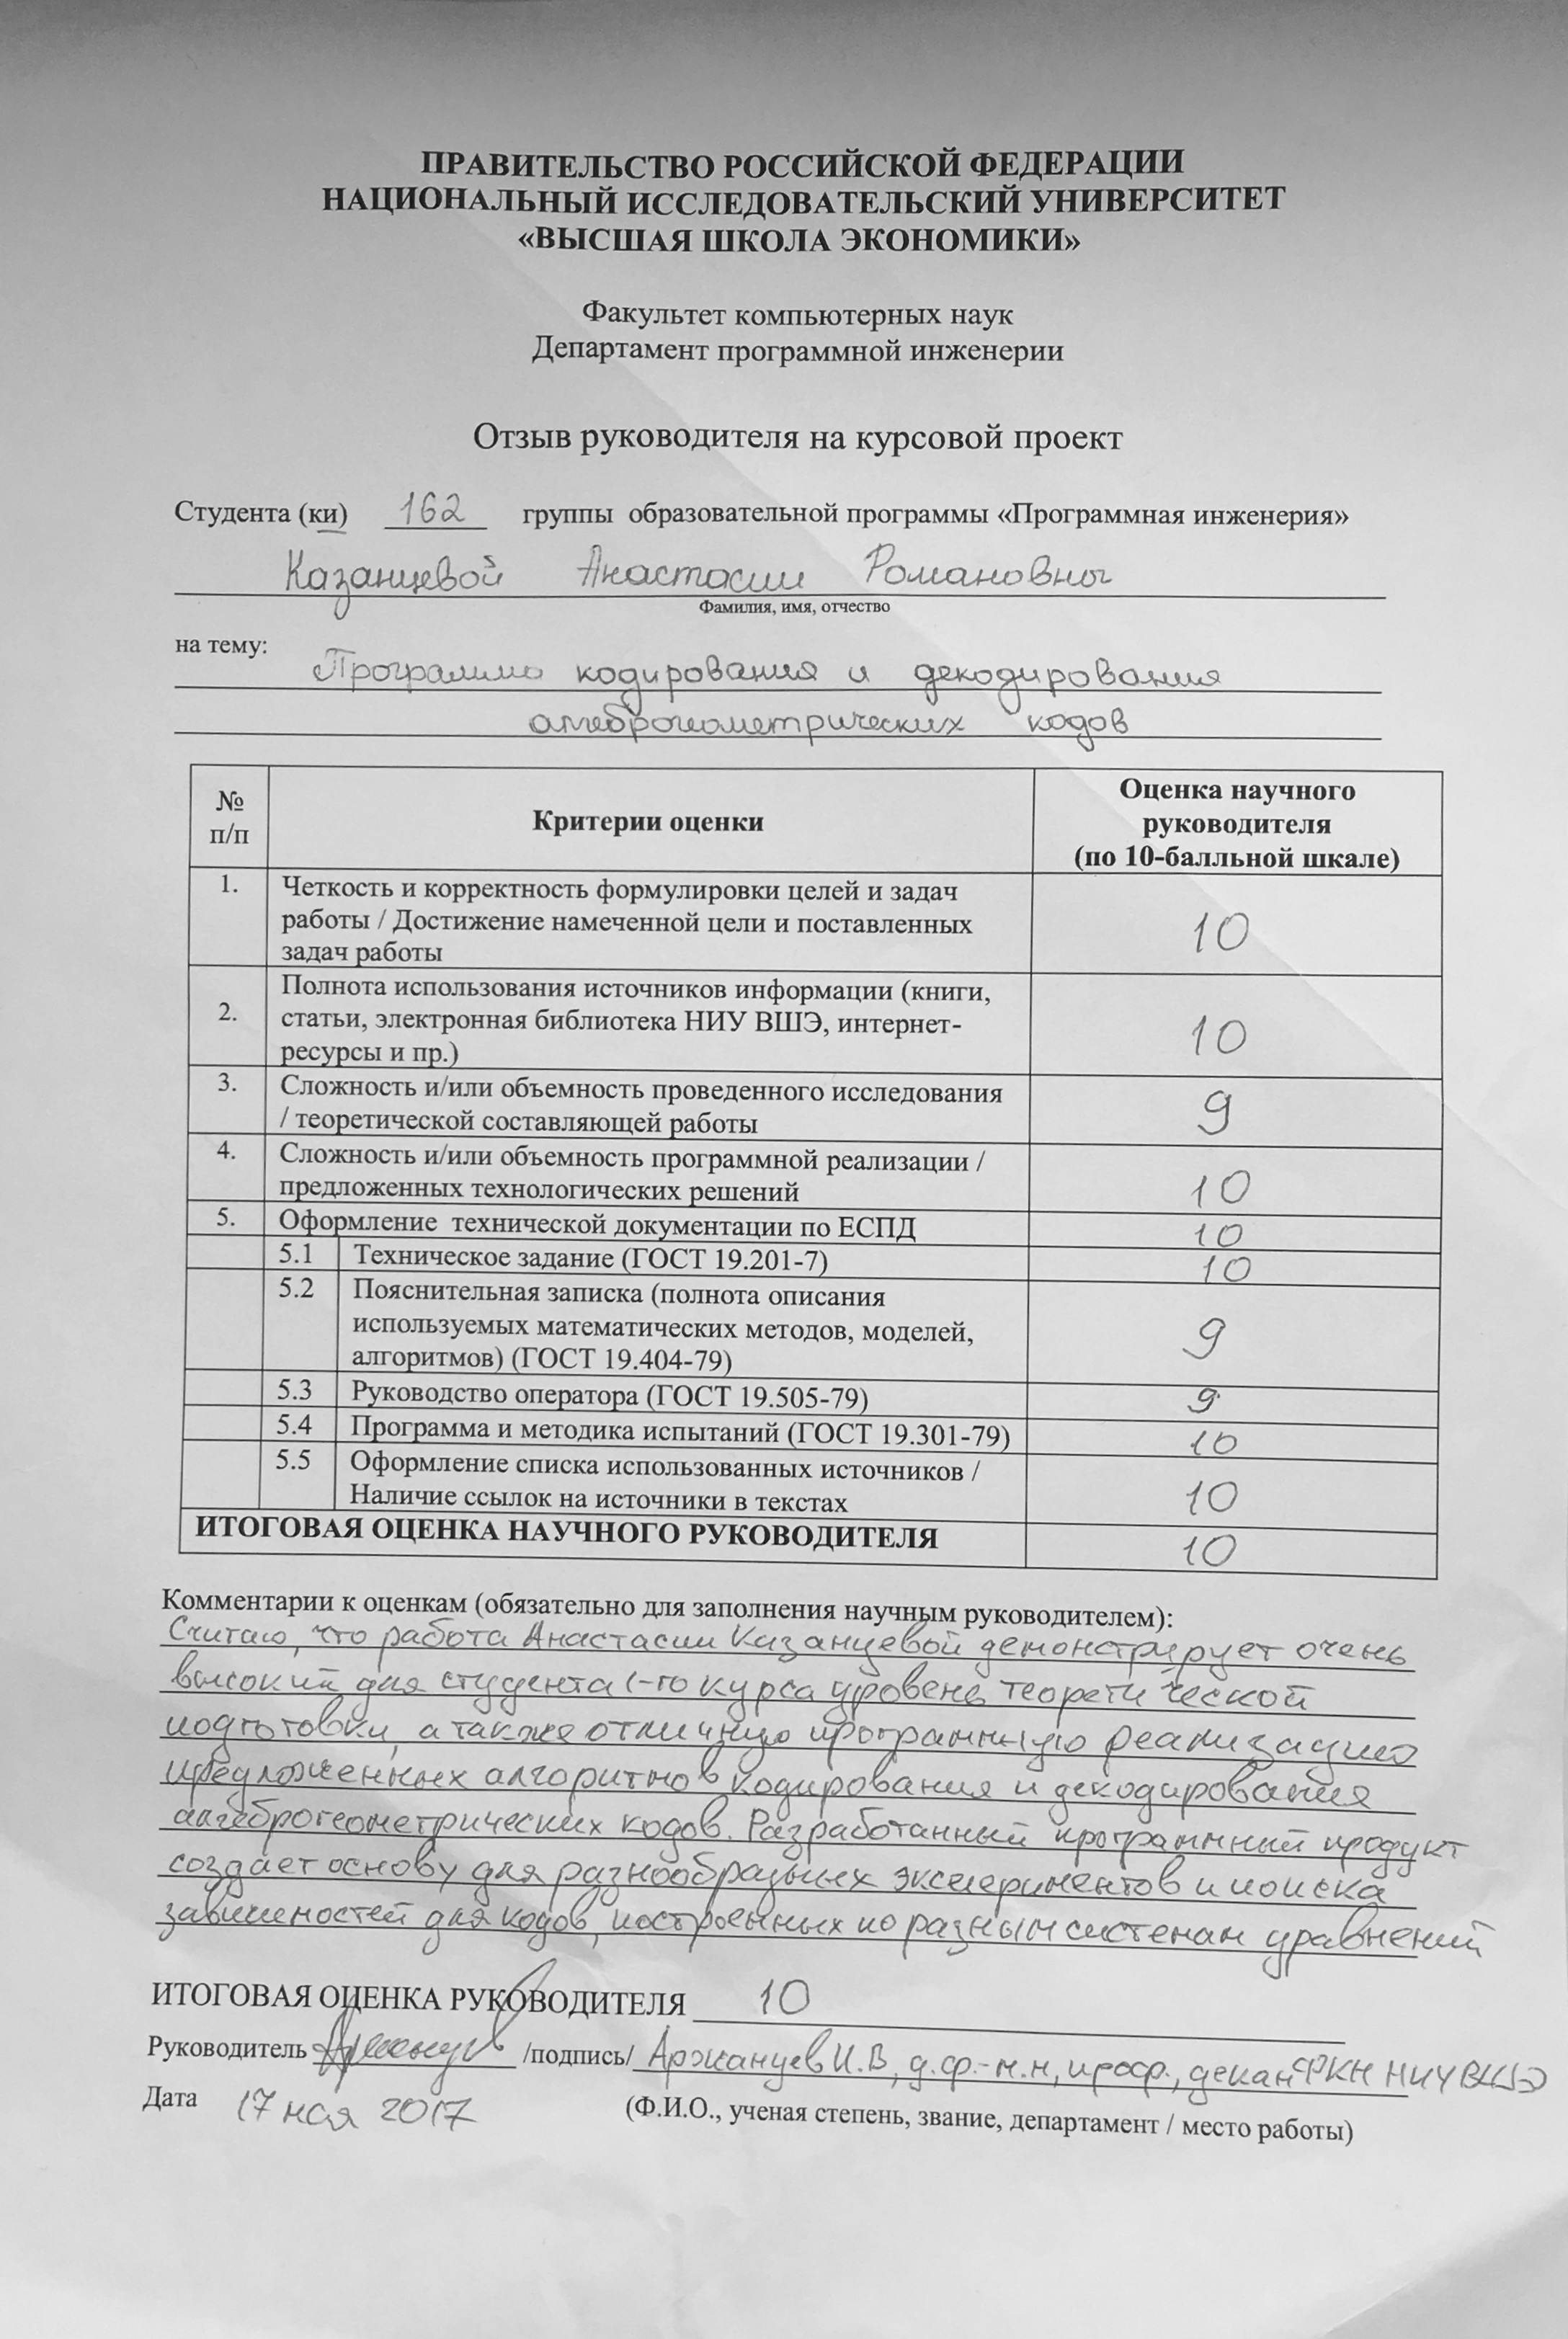 ПРАВИТЕЛЬСТВО РОССИЙСКОЙ ФЕДЕРАЦИИ
НАЦИОНАЛЬНЫЙ ИССЛЕДОВАТЕЛЬСКИЙ УНИВЕРСИТЕТ
«ВЫСШАЯ ШКОЛА ЭКОНОМИКИ»
Факультет компьютерных наук
Департамент программной инженерии
Отзыв руководителя на курсовой проект
Студента (ки) 162 группы образовательной программы «Программная инженерия»
Казанцевой Анастасии Романовны
Фамилия, имя, отчество
на тему:
Программа кодирования и декодирования
алгеброгеометрических кодов
№ п/п
Критерии оценки
Оценка научного
руководителя
(по 10-балльной шкале)
1. Четкость и корректность формулировки целей и задач
работы / Достижение намеченной цели и поставленных
задач работы
10
2. Полнота использования источников информации (книги,
статьи, электронная библиотека НИУ ВШЭ, интернет-
ресурсы и пр.)
10
3. Сложность и/или объемность проведенного исследования
/ теоретической составляющей работы
9
4. Сложность и/или объемность программной реализации /
предложенных технологических решений
10
5. Оформление технической документации по ЕСПД 10
5.1 Техническое задание (ГОСТ 19.201-7) 10
5.2 Пояснительная записка (полнота описания
используемых математических методов, моделей,
алгоритмов) (ГОСТ 19.404-79)
9
5.3 Руководство оператора (ГОСТ 19.505-79) 9
5.4 Программа и методика испытаний (ГОСТ 19.301-79) 10
5.5 Оформление списка использованных источников /
Наличие ссылок на источники в текстах
10
ИТОГОВАЯ ОЦЕНКА НАУЧНОГО РУКОВОДИТЕЛЯ 10
Комментарии к оценкам (обязательно для заполнения научным руководителем):
Считаю, что работа Анастасии Казанцевой демонстрирует очень
высокий для студента 1-го курса уровень теоретической
подготовки, а также отличную программную реализацию
предложенных алгоритмов кодирования и декодирования
алгеброгеометрических кодов. Разработанный программный продукт
создает основу для разнообразных экспериментов и поиска
зависимостей для кодов, построенных по разным системам уравнений
ИТОГОВАЯ ОЦЕНКА РУКОВОДИТЕЛЯ 10
Руководитель /подпись/ Аржанцев И.В, д.ф.-м.н, проф., декан ФКН НИУ ВШЭ
Дата 17 мая 2017
(Ф.И.О., ученая степень, звание, департамент / место работы)